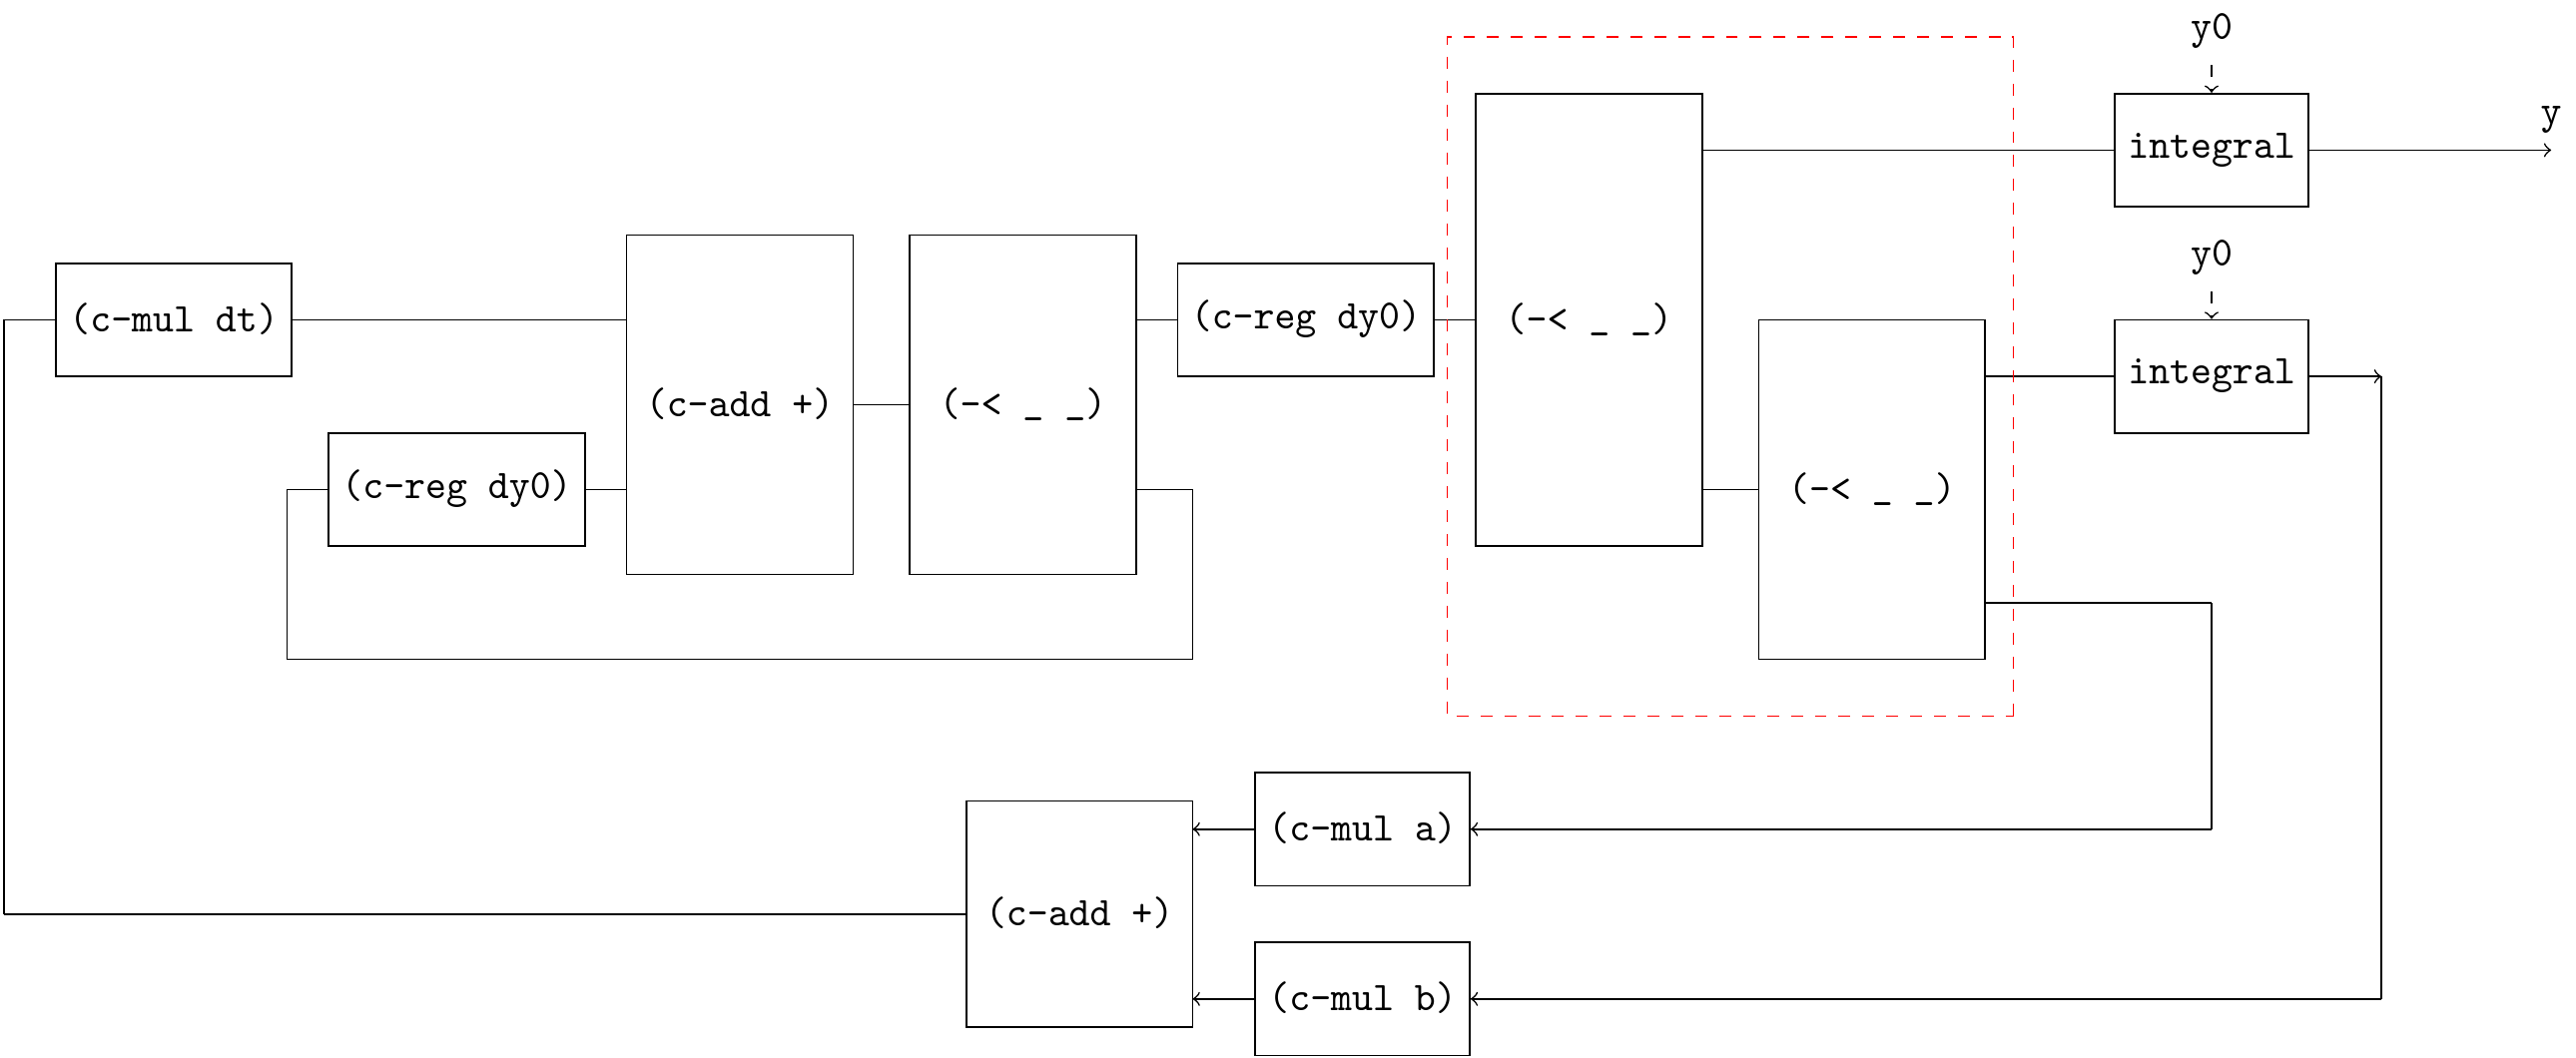 y0
y
integral
y0
(c-mul dt)
(c-reg dy0)
(-< _ _)
integral
(c-add +)
(-< _ _)
(c-reg dy0)
(-< _ _)
(c-mul a)
(c-add +)
(c-mul b)